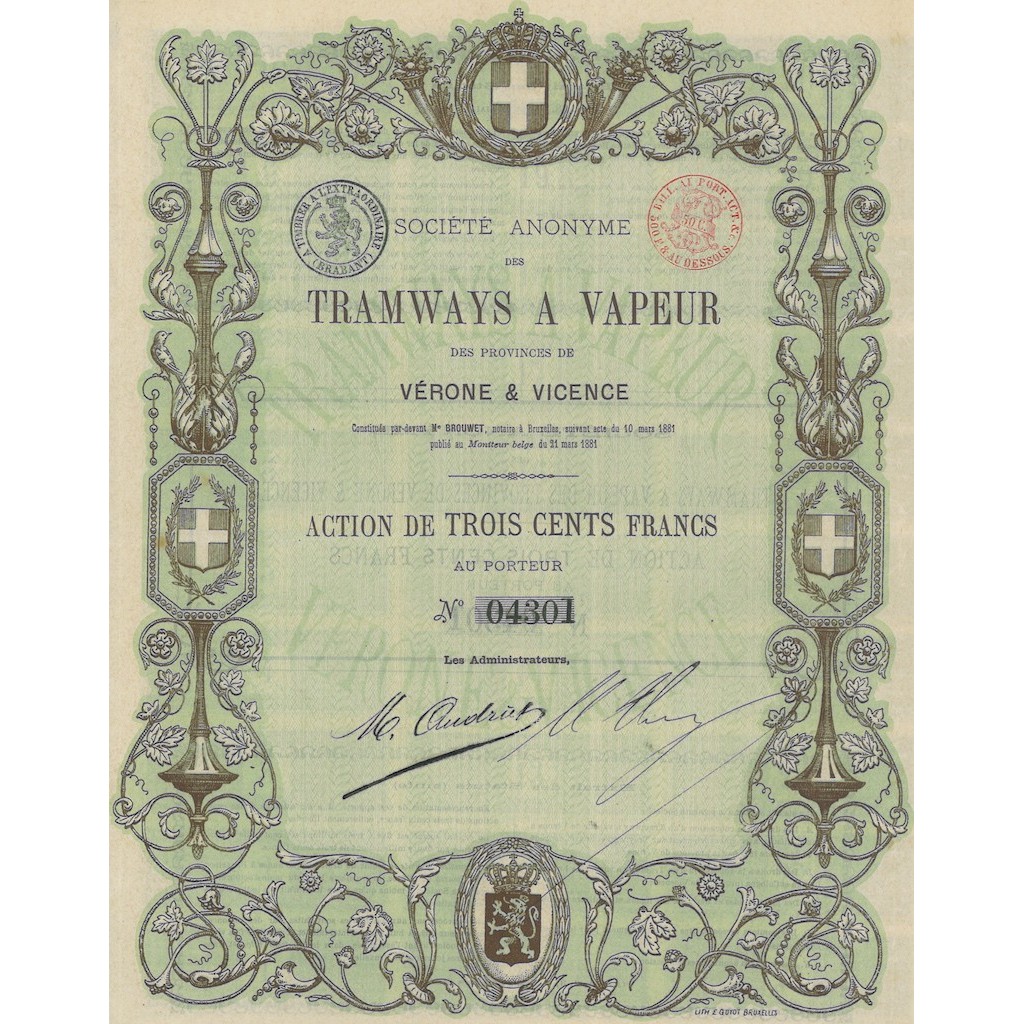 A TIMBRER A L'EXTRAORDINAIRE
(BRABANT)
SOCIÉTÉ ANONYME
DES
TRAMWAYS A VAPEUR
DES PROVINCES DE
VÉRONE & VICENCE
Constituée par-devant Me BROUWET, notaire à Bruxelles, suivant acte du 10 mars 1881
publié au Moniteur belge du 21 mars 1881
ACTION DE TROIS CENTS FRANCS
AU PORTEUR
No 04301
Les Administrateurs,
M.
LITH E GUYOT BRUXELLES